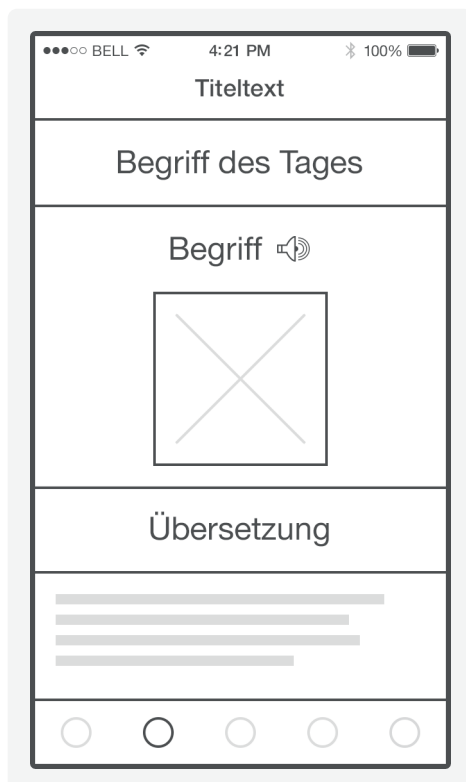 BELL 4:21 PM 100%
Titeltext
Begriff des Tages
Begriff
Übersetzung